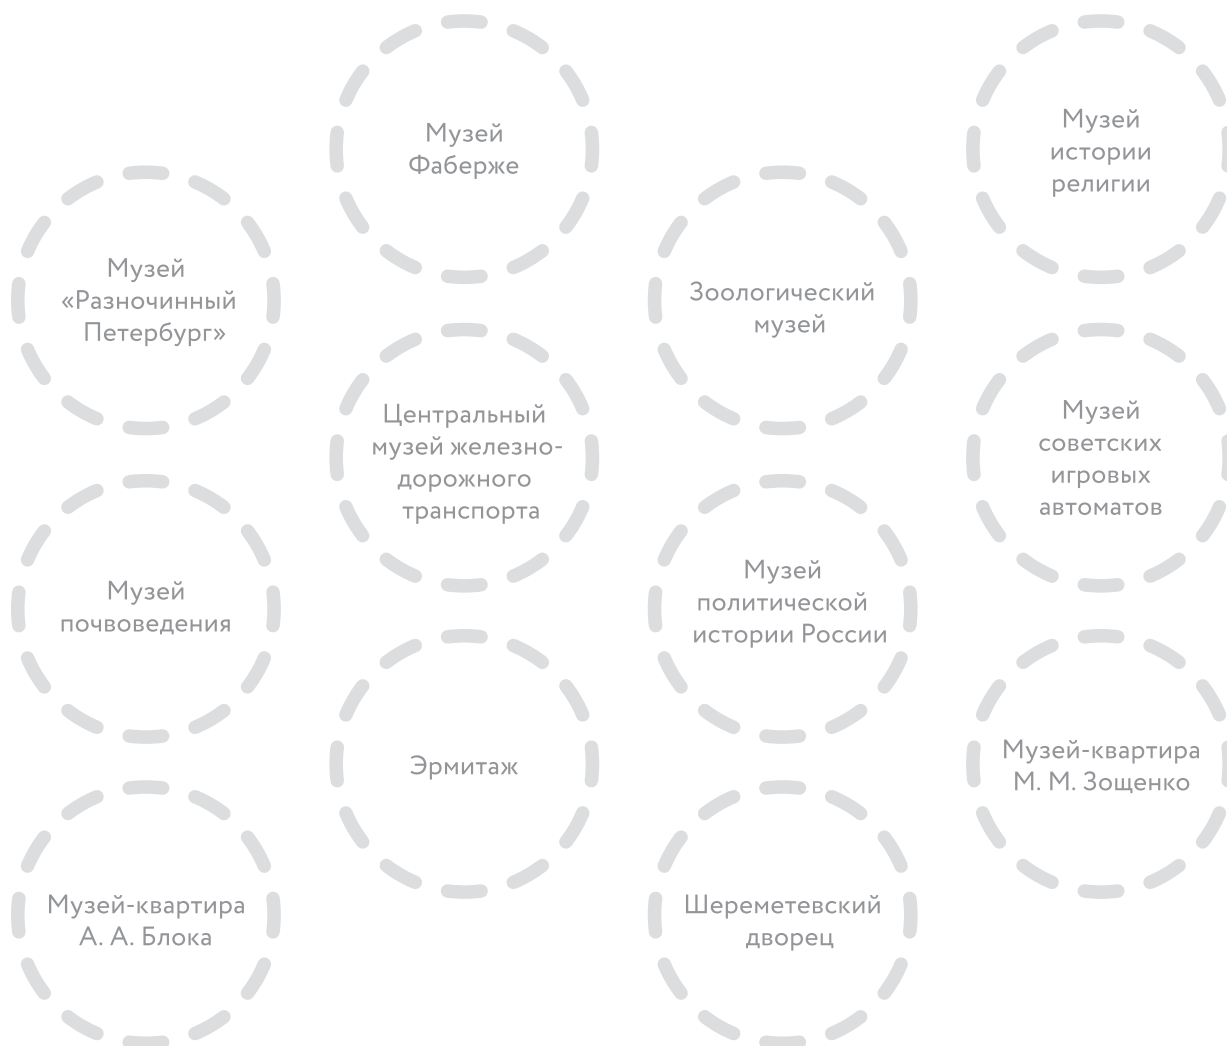 Музей
Фаберже
Музей
истории
религии
Музей
«Разночинный
Петербург»
Зоологический
музей
Центральный
музей железно-
дорожного
транспорта
Музей
советских
игровых
автоматов
Музей
почвоведения
Музей
политической
истории России
Эрмитаж
Музей-квартира
М. М. Зощенко
Музей-квартира
А. А. Блока
Шереметевский
дворец